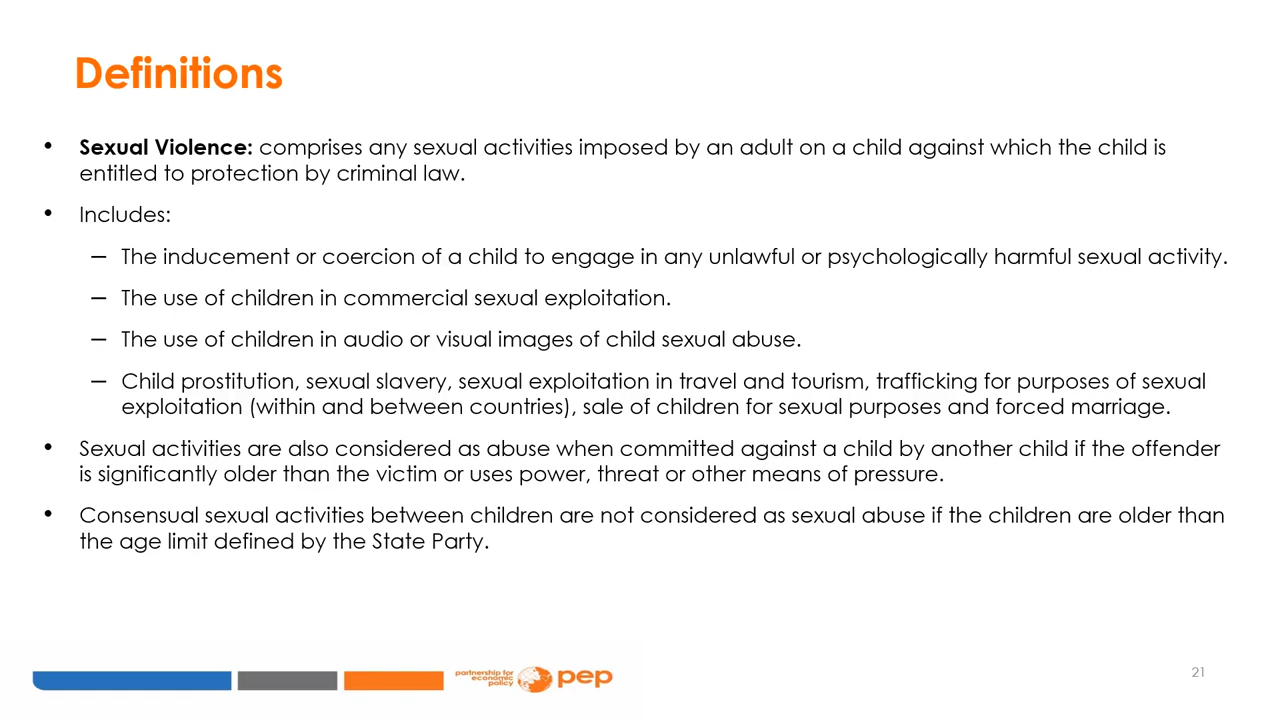 Definitions
• Sexual Violence: comprises any sexual activities imposed by an adult on a child against which the child is
entitled to protection by criminal law.
• Includes:
– The inducement or coercion of a child to engage in any unlawful or psychologically harmful sexual activity.
– The use of children in commercial sexual exploitation.
– The use of children in audio or visual images of child sexual abuse.
– Child prostitution, sexual slavery, sexual exploitation in travel and tourism, trafficking for purposes of sexual
exploitation (within and between countries), sale of children for sexual purposes and forced marriage.
• Sexual activities are also considered as abuse when committed against a child by another child if the offender
is significantly older than the victim or uses power, threat or other means of pressure.
• Consensual sexual activities between children are not considered as sexual abuse if the children are older than
the age limit defined by the State Party.
partnership for
economic
policy
pep
21